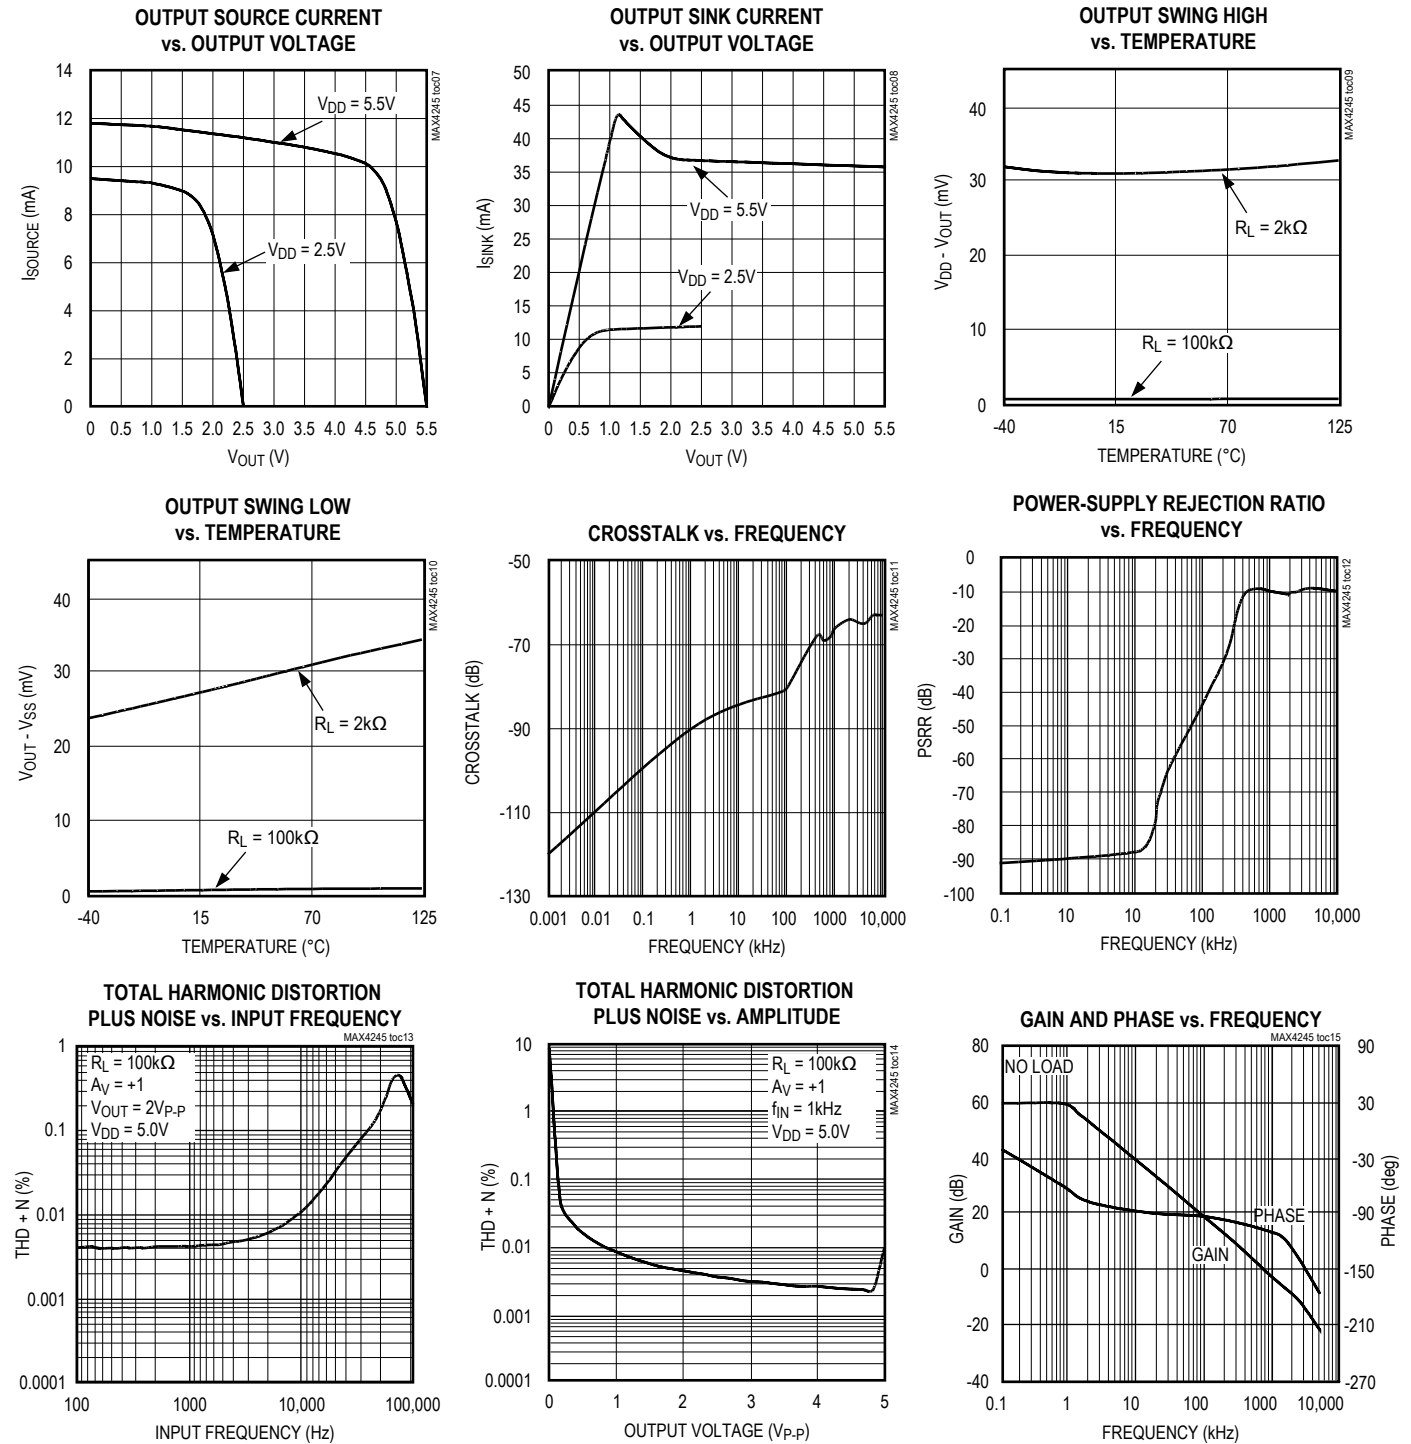 OUTPUT SOURCE CURRENT
vs. OUTPUT VOLTAGE
MAX4245 toc07
14
12
10
8
6
4
2
0
ISOURCE (mA)
VDD = 5.5V
VDD = 2.5V
0 0.5 1.0 1.5 2.0 2.5 3.0 3.5 4.0 4.5 5.0 5.5
VOUT (V)
OUTPUT SINK CURRENT
vs. OUTPUT VOLTAGE
MAX4245 toc08
50
45
40
35
30
25
20
15
10
5
0
ISINK (mA)
VDD = 5.5V
VDD = 2.5V
0 0.5 1.0 1.5 2.0 2.5 3.0 3.5 4.0 4.5 5.0 5.5
VOUT (V)
OUTPUT SWING HIGH
vs. TEMPERATURE
MAX4245 toc09
40
30
20
10
0
VDD - VOUT (mV)
RL = 2kΩ
RL = 100kΩ
-40 15 70 125
TEMPERATURE (°C)
OUTPUT SWING LOW
vs. TEMPERATURE
MAX4245 toc10
40
30
20
10
0
VOUT - VSS (mV)
RL = 2kΩ
RL = 100kΩ
-40 15 70 125
TEMPERATURE (°C)
CROSSTALK vs. FREQUENCY
MAX4245 toc11
-50
-70
-90
-110
-130
CROSSTALK (dB)
0.001 0.01 0.1 1 10 100 1000 10,000
FREQUENCY (kHz)
POWER-SUPPLY REJECTION RATIO
vs. FREQUENCY
MAX4245 toc12
0
-10
-20
-30
-40
-50
-60
-70
-80
-90
-100
PSRR (dB)
0.1 10 10 100 1000 10,000
FREQUENCY (kHz)
TOTAL HARMONIC DISTORTION
PLUS NOISE vs. INPUT FREQUENCY
MAX4245 toc13
1
0.1
0.01
0.001
0.0001
THD + N (%)
RL = 100kΩ
AV = +1
VOUT = 2VP-P
VDD = 5.0V
100 1000 10,000 100,000
INPUT FREQUENCY (Hz)
TOTAL HARMONIC DISTORTION
PLUS NOISE vs. AMPLITUDE
MAX4245 toc14
10
1
0.1
0.01
0.001
0.0001
THD + N (%)
RL = 100kΩ
AV = +1
fIN = 1kHz
VDD = 5.0V
0 1 2 3 4 5
OUTPUT VOLTAGE (VP-P)
GAIN AND PHASE vs. FREQUENCY
MAX4245 toc15
80
60
40
20
0
-20
-40
GAIN (dB)
NO LOAD
PHASE
GAIN
90
30
-30
-90
-150
-210
-270
PHASE (deg)
0.1 1 10 100 1000 10,000
FREQUENCY (kHz)